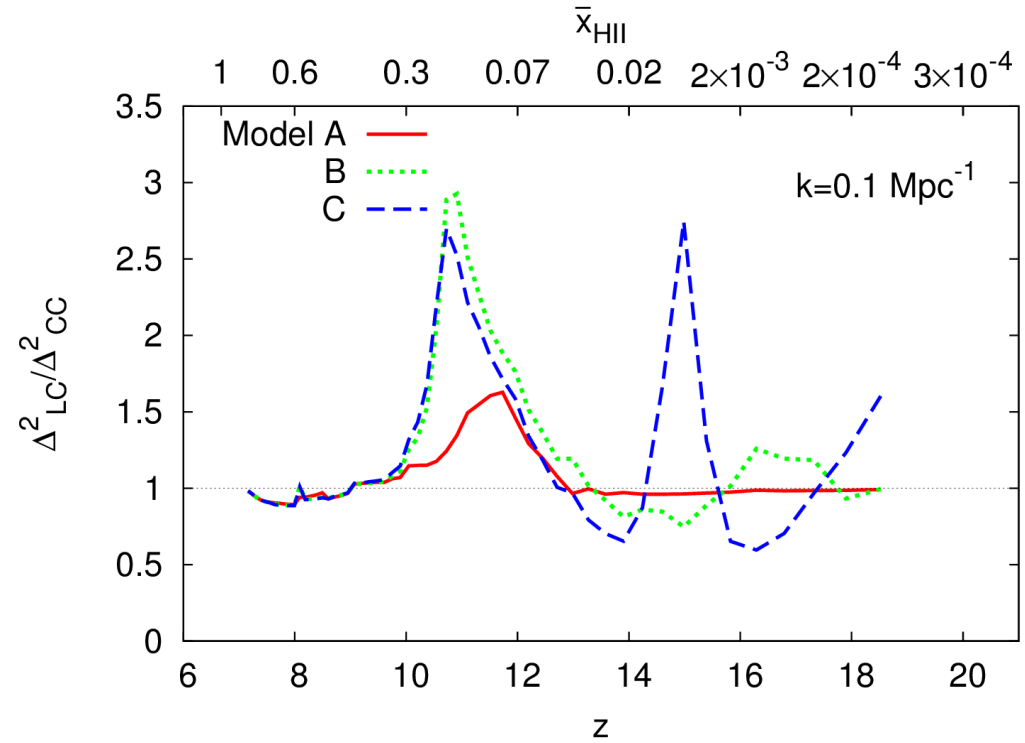 x̄HII
1 0.6 0.3 0.07 0.02 2×10⁻³ 2×10⁻⁴ 3×10⁻⁴
3.5
Model A
B
C
k=0.1 Mpc⁻¹
3
2.5
2
1.5
1
0.5
0
Δ²LC/Δ²CC
6 8 10 12 14 16 18 20
z